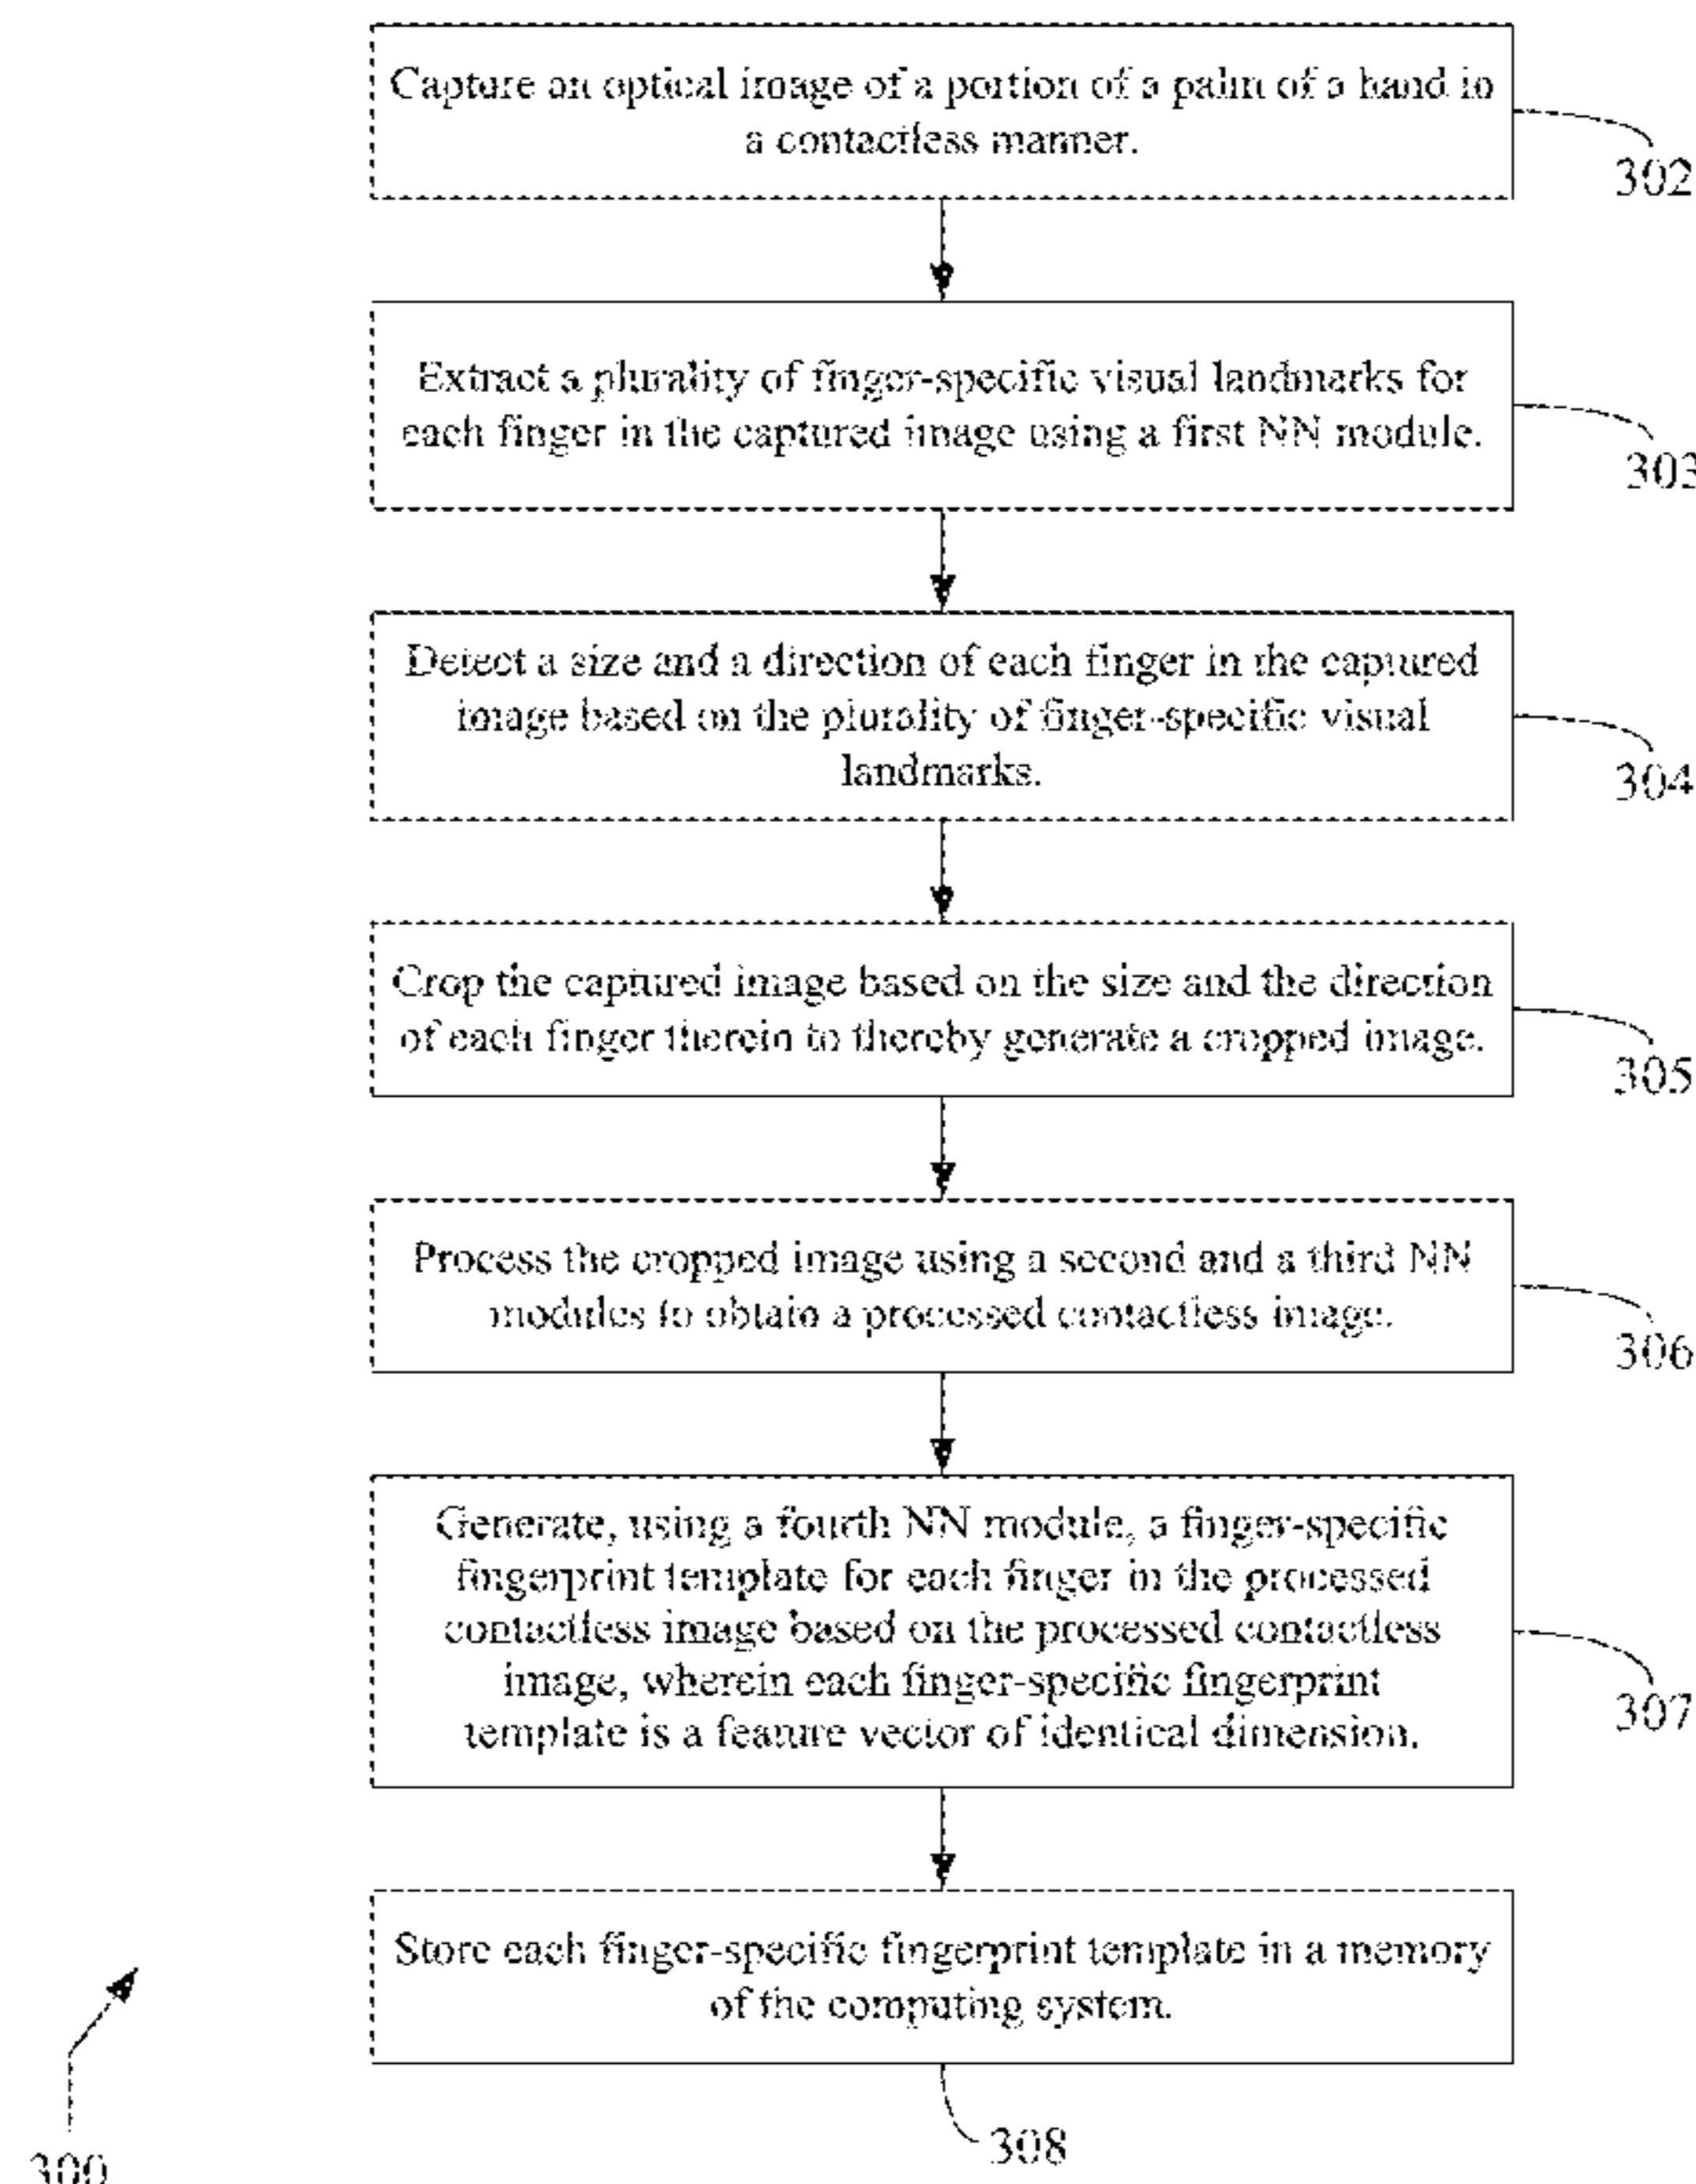 Capture an optical image of a portion of a palm of a hand in
a contactless manner.
302
Extract a plurality of finger-specific visual landmarks for
each finger in the captured image using a first NN module.
303
Detect a size and a direction of each finger in the captured
image based on the plurality of finger-specific visual
landmarks.
304
Crop the captured image based on the size and the direction
of each finger therein to thereby generate a cropped image.
305
Process the cropped image using a second and a third NN
modules to obtain a processed contactless image.
306
Generate, using a fourth NN module, a finger-specific
fingerprint template for each finger in the processed
contactless image based on the processed contactless
image, wherein each finger-specific fingerprint
template is a feature vector of identical dimension.
307
Store each finger-specific fingerprint template in a memory
of the computing system.
308
300